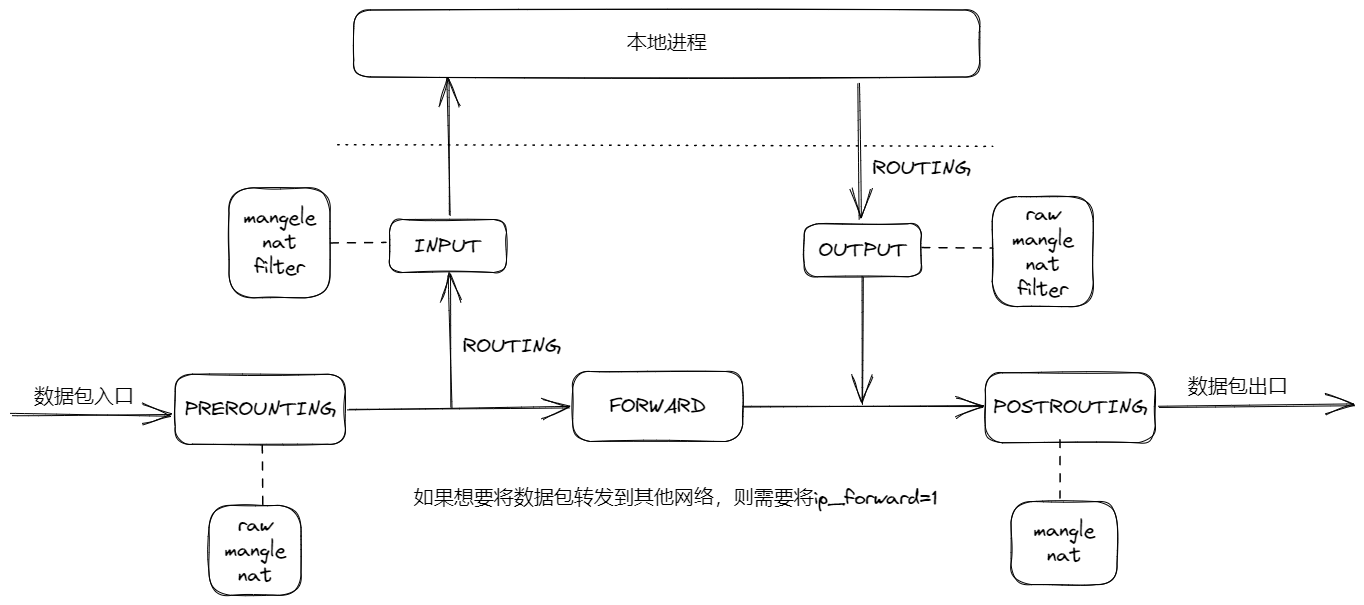 本地进程
ROUTING
mangele
nat
filter
INPUT
OUTPUT
raw
mangle
nat
filter
ROUTING
数据包入口
PREROUNTING
FORWARD
POSTROUTING
数据包出口
如果想要将数据包转发到其他网络，则需要将ip_forward=1
raw
mangle
nat
mangle
nat